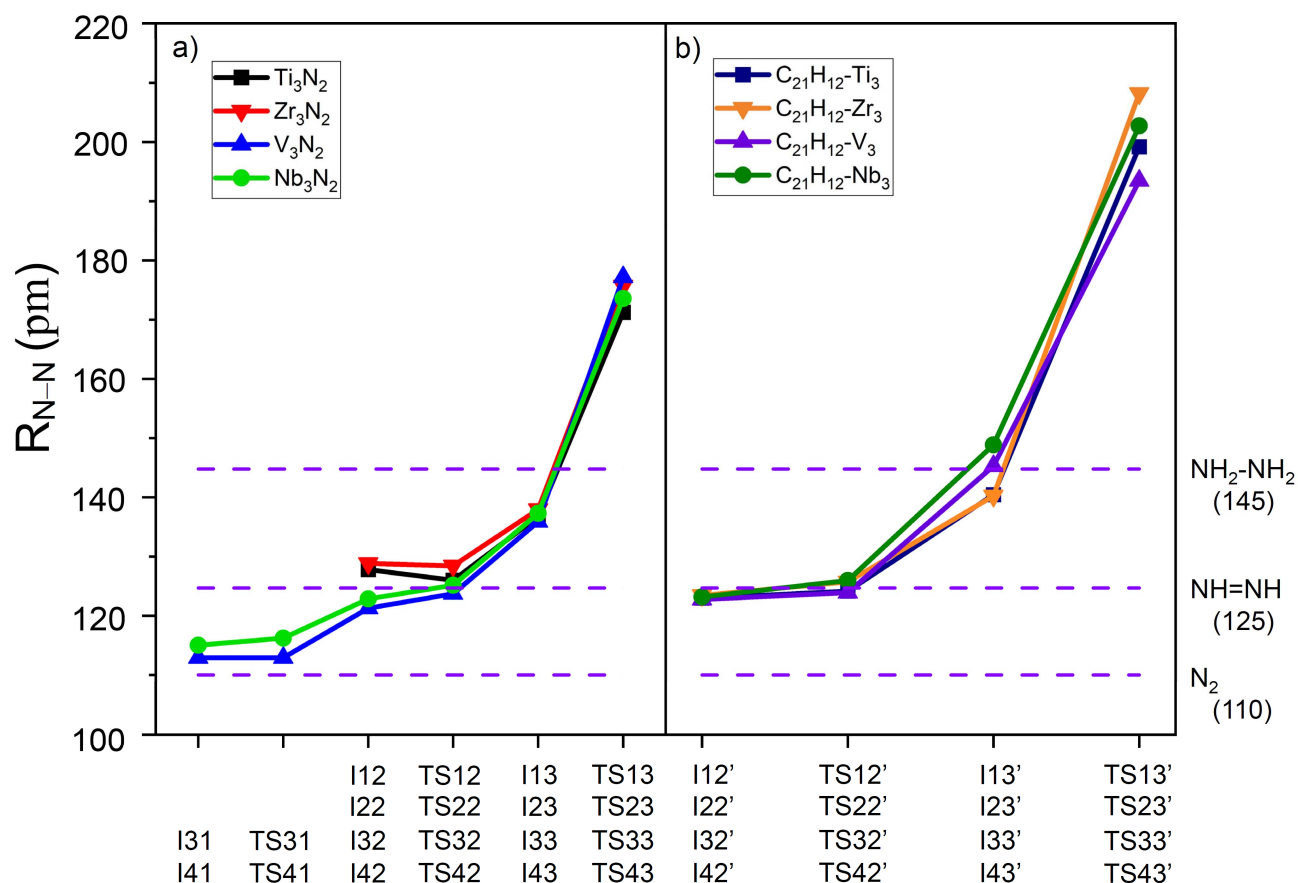 a)
Ti₃N₂
Zr₃N₂
V₃N₂
Nb₃N₂
b)
C₂₁H₁₂-Ti₃
C₂₁H₁₂-Zr₃
C₂₁H₁₂-V₃
C₂₁H₁₂-Nb₃
R_N–N (pm)
220
200
180
160
140
120
100
NH₂-NH₂
(145)
NH=NH
(125)
N₂
(110)
I12 TS12 I13 TS13 I12’ TS12’ I13’ TS13’
I22 TS22 I23 TS23 I22’ TS22’ I23’ TS23’
I31 TS31 I32 TS32 I33 TS33 I32’ TS32’ I33’ TS33’
I41 TS41 I42 TS42 I43 TS43 I42’ TS42’ I43’ TS43’